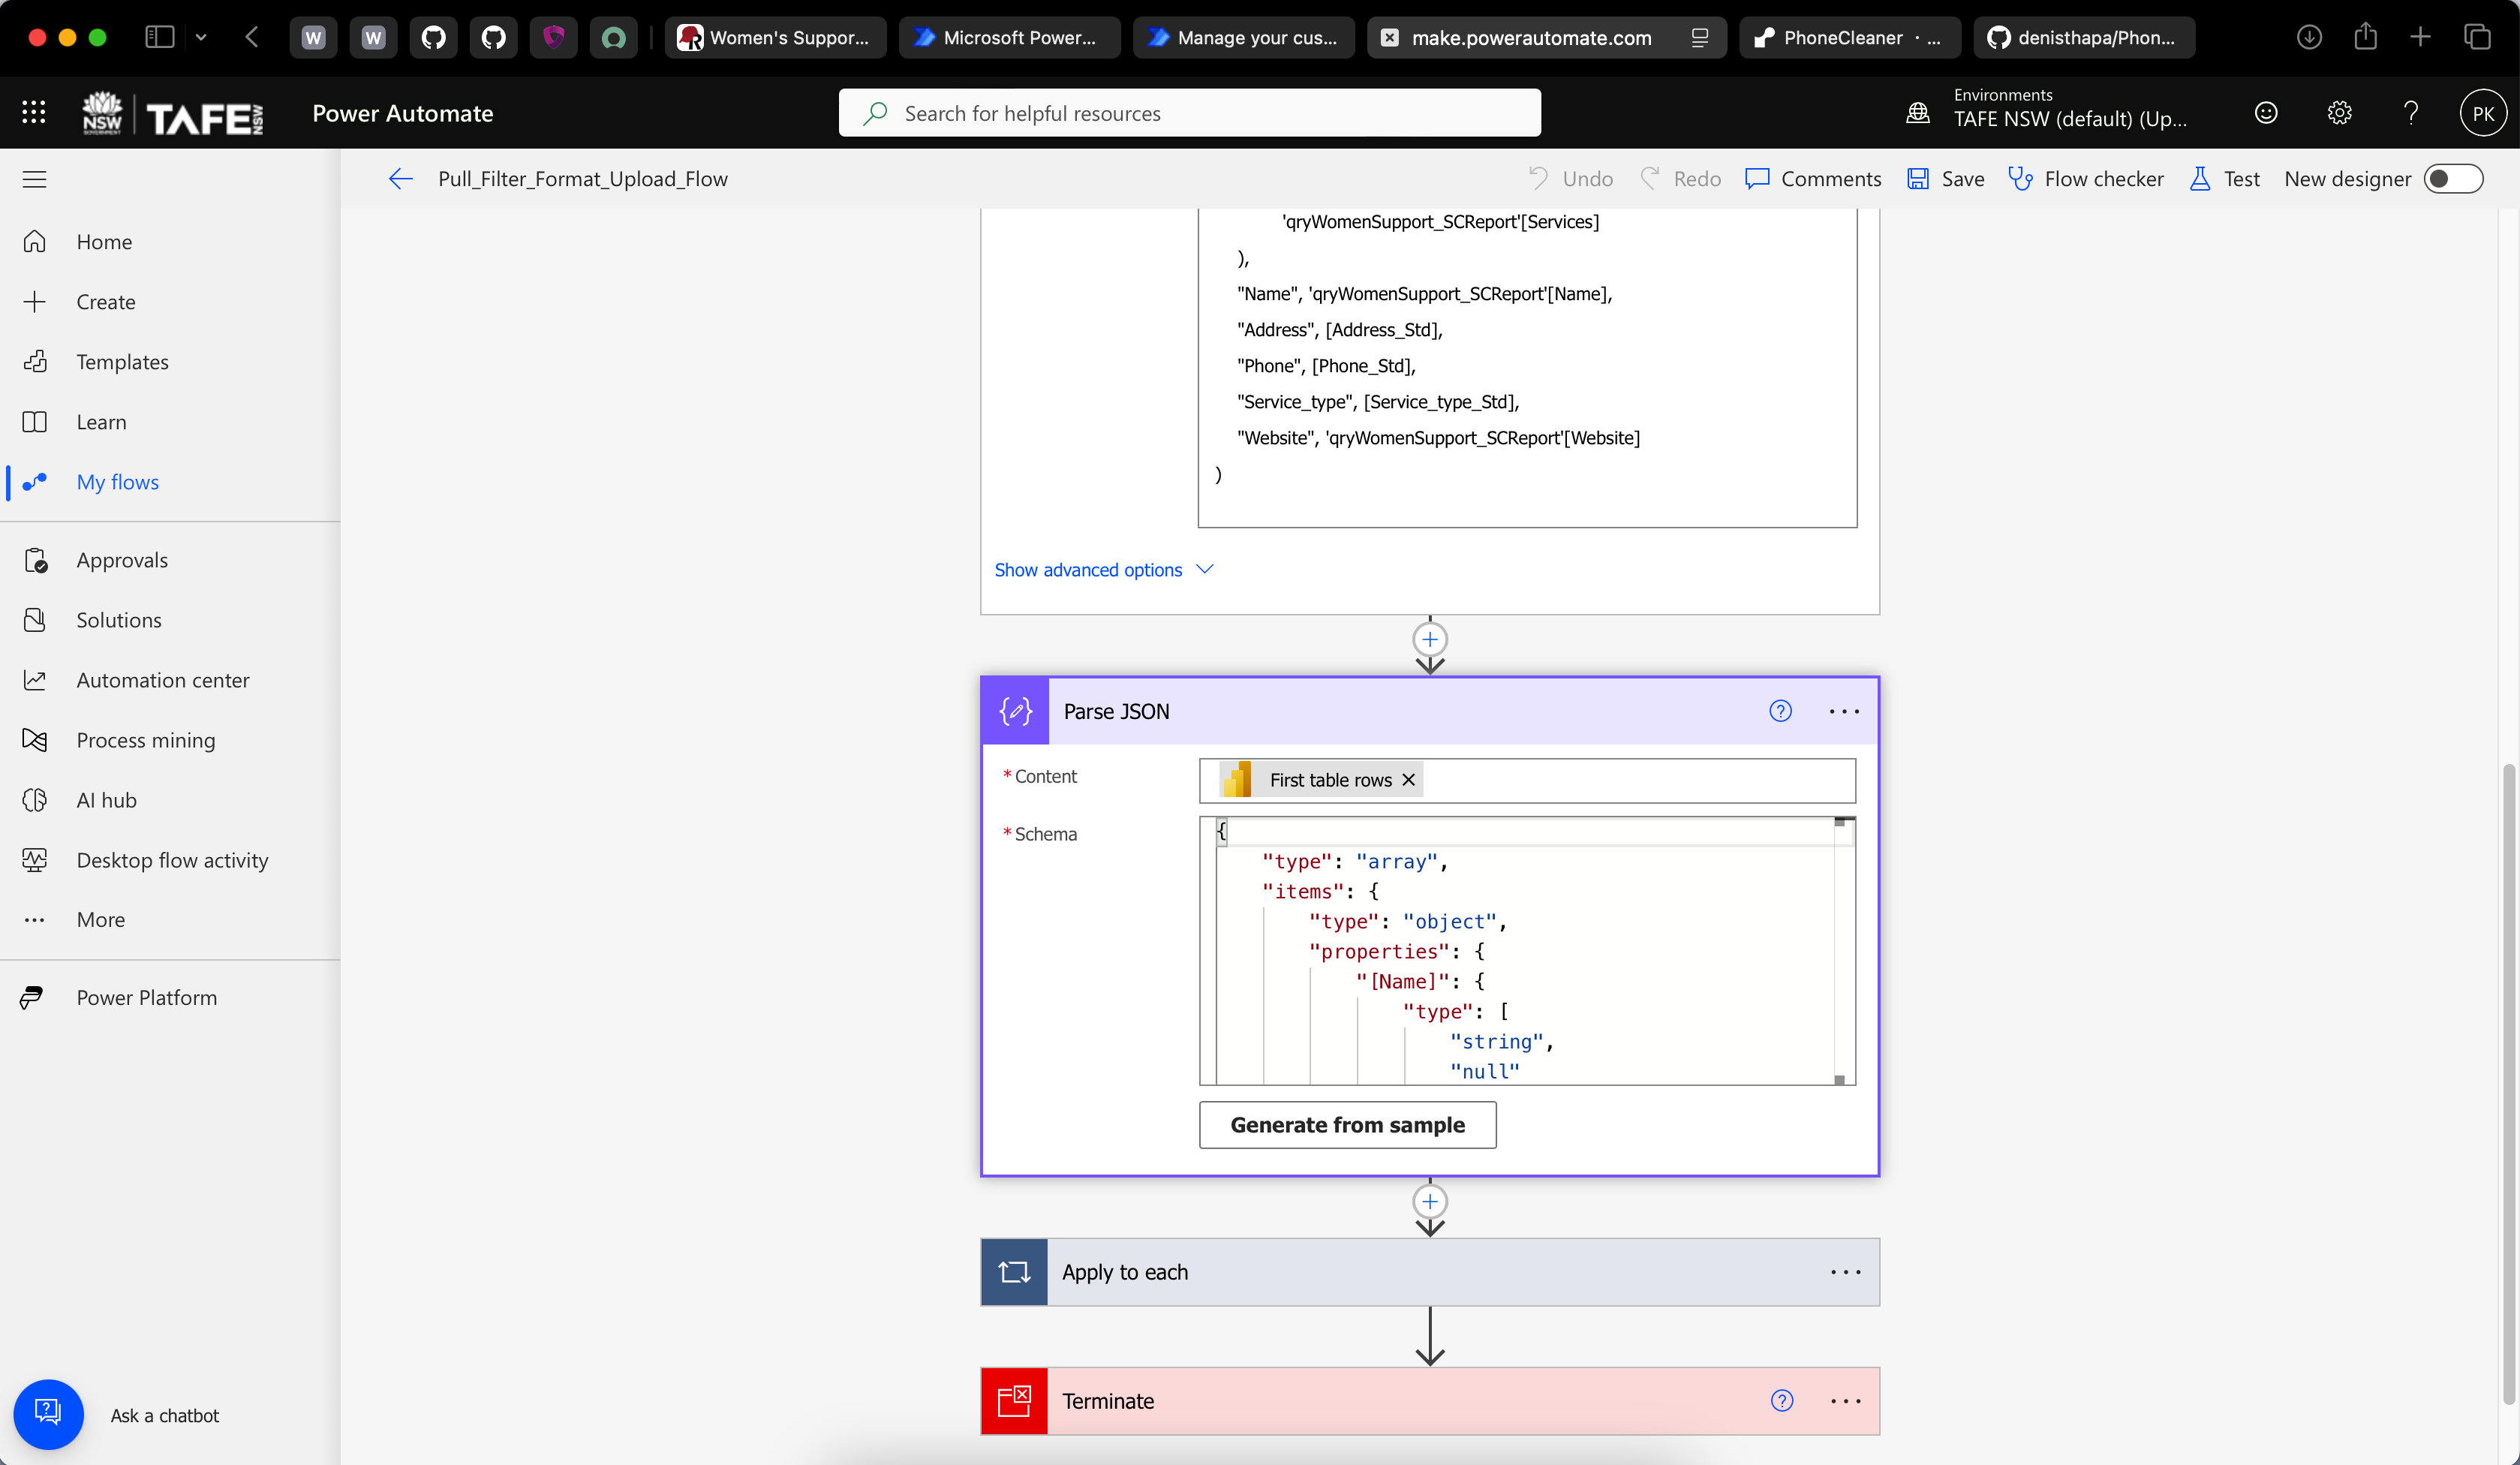 W
W
Women's Suppor...
Microsoft Power...
Manage your cus...
make.powerautomate.com
PhoneCleaner · ...
denisthapa/Phon...
NSW
GOVERNMENT
TAFE NSW
Power Automate
Search for helpful resources
Environments
TAFE NSW (default) (Up...
PK
Pull_Filter_Format_Upload_Flow
Undo
Redo
Comments
Save
Flow checker
Test
New designer
Home
Create
Templates
Learn
My flows
Approvals
Solutions
Automation center
Process mining
AI hub
Desktop flow activity
More
Power Platform
Ask a chatbot
'qryWomenSupport_SCReport'[Services]
),
"Name", 'qryWomenSupport_SCReport'[Name],
"Address", [Address_Std],
"Phone", [Phone_Std],
"Service_type", [Service_type_Std],
"Website", 'qryWomenSupport_SCReport'[Website]
)
Show advanced options
Parse JSON
* Content
First table rows
* Schema
{
"type": "array",
"items": {
"type": "object",
"properties": {
"[Name]": {
"type": [
"string",
"null"
Generate from sample
Apply to each
Terminate